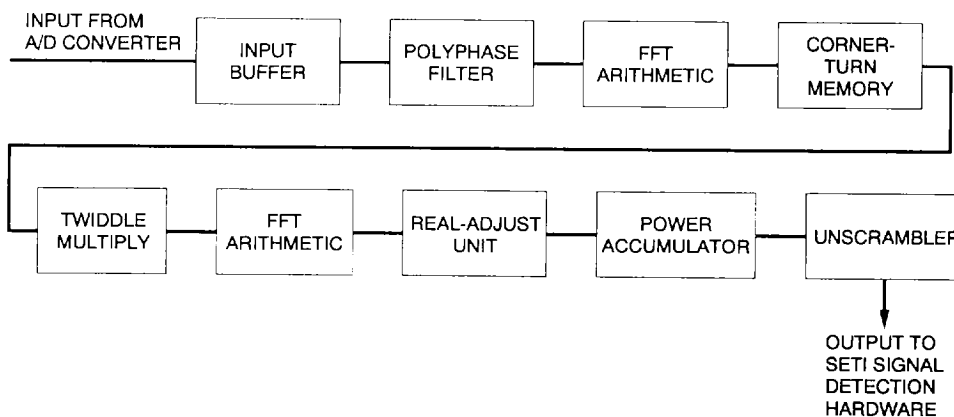 INPUT FROM
A/D CONVERTER
INPUT
BUFFER
POLYPHASE
FILTER
FFT
ARITHMETIC
CORNER-
TURN
MEMORY
TWIDDLE
MULTIPLY
FFT
ARITHMETIC
REAL-ADJUST
UNIT
POWER
ACCUMULATOR
UNSCRAMBLER
OUTPUT TO
SETI SIGNAL
DETECTION
HARDWARE